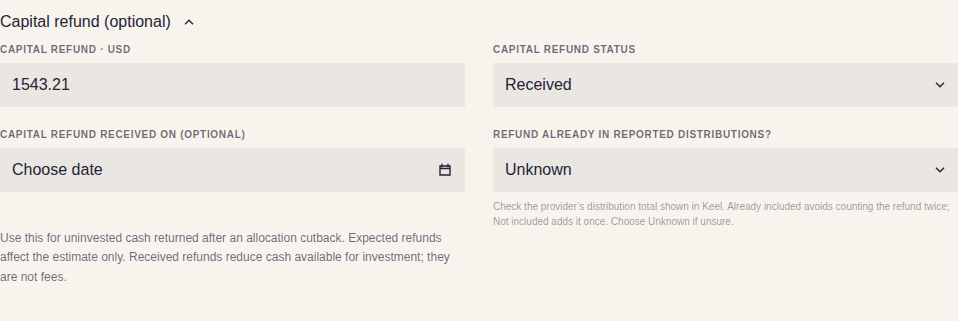 Capital refund (optional)
CAPITAL REFUND · USD
CAPITAL REFUND STATUS
1543.21
Received
CAPITAL REFUND RECEIVED ON (OPTIONAL)
REFUND ALREADY IN REPORTED DISTRIBUTIONS?
Choose date
Unknown
Check the provider's distribution total shown in Keel. Already included avoids counting the refund twice;
Not included adds it once. Choose Unknown if unsure.
Use this for uninvested cash returned after an allocation cutback. Expected refunds
affect the estimate only. Received refunds reduce cash available for investment; they
are not fees.